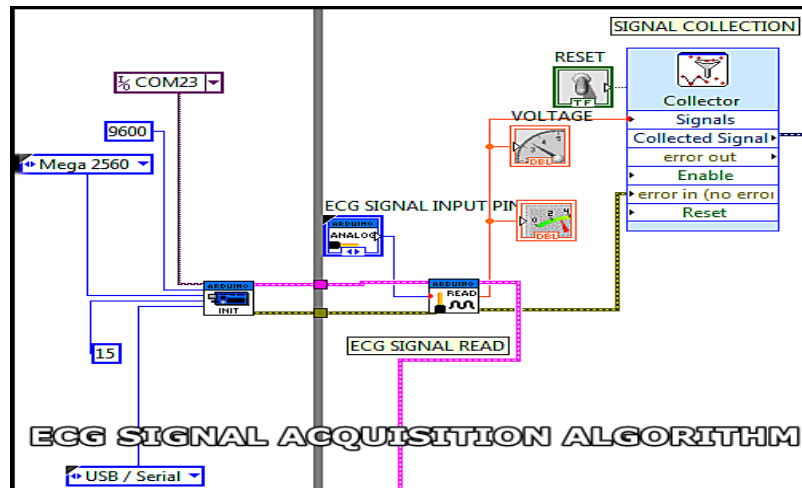 SIGNAL COLLECTION
I/O COM23
RESET
TF
Collector
9600
VOLTAGE
Signals
DBL
Collected Signal
Mega 2560
error out
Enable
ECG SIGNAL INPUT PIN
error in (no erro
ARDUINO
ANALOG
DBL
Reset
ARDUINO
INIT
ARDUINO
READ
15
ECG SIGNAL READ
ECG SIGNAL ACQUISITION ALGORITHM
USB / Serial